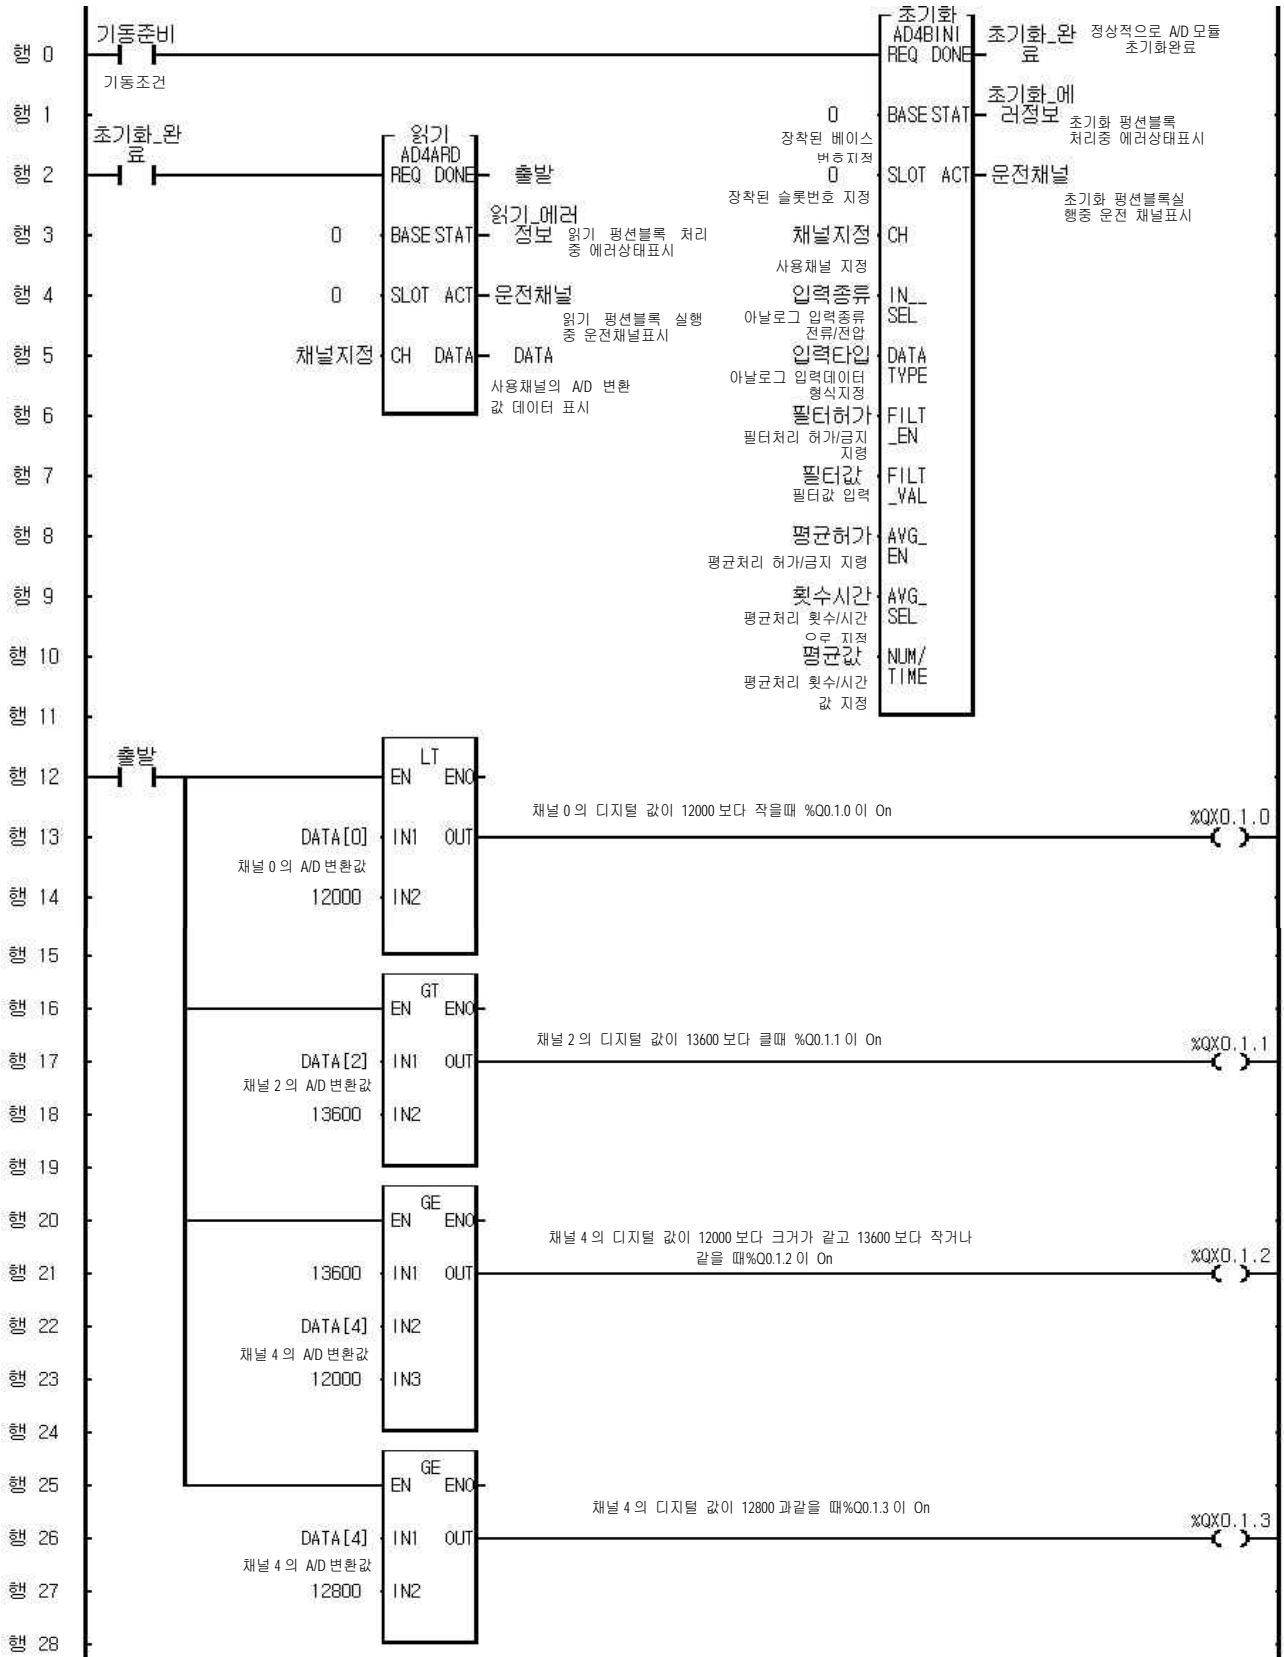 행 0
기동준비
기동조건
초기화
AD4BINI
REQ DONE
초기화_완
료
정상적으로 A/D 모듈
초기화완료
행 1
0
BASE STAT
초기화_에
러정보
초기화 펑션블록
처리중 에러상태표시
장착된 베이스
번호지정
초기화_완
료
읽기
AD4ARD
행 2
REQ DONE
출발
0
SLOT ACT
운전채널
장착된 슬롯번호 지정
초기화 펑션블록실
행중 운전 채널표시
행 3
0
BASE STAT
읽기_에러
정보
읽기 펑션블록 처리
중 에러상태표시
채널지정
CH
사용채널 지정
행 4
0
SLOT ACT
운전채널
읽기 펑션블록 실행
중 운전채널표시
입력종류
IN__
SEL
아날로그 입력종류
전류/전압
행 5
채널지정
CH DATA
DATA
사용채널의 A/D 변환
값 데이터 표시
입력타입
DATA
TYPE
아날로그 입력데이터
형식지정
행 6
필터허가
FILT
_EN
필터처리 허가/금지
지령
행 7
필터값
FILT
_VAL
필터값 입력
행 8
평균허가
AVG_
EN
평균처리 허가/금지 지령
행 9
횟수시간
AVG_
SEL
평균처리 횟수/시간
으로 지정
행 10
평균값
NUM/
TIME
평균처리 횟수/시간
값 지정
행 11
행 12
출발
LT
EN ENO
채널 0 의 디지털 값이 12000 보다 작을때 %Q0.1.0 이 On
행 13
DATA[0]
IN1 OUT
%QX0.1.0
채널 0 의 A/D 변환값
행 14
12000
IN2
행 15
GT
행 16
EN ENO
채널 2 의 디지털 값이 13600 보다 클때 %Q0.1.1 이 On
행 17
DATA[2]
IN1 OUT
%QX0.1.1
채널 2 의 A/D 변환값
행 18
13600
IN2
행 19
GE
행 20
EN ENO
채널 4 의 디지털 값이 12000 보다 크거가 같고 13600 보다 작거나
같을 때%Q0.1.2 이 On
행 21
13600
IN1 OUT
%QX0.1.2
행 22
DATA[4]
IN2
채널 4 의 A/D 변환값
행 23
12000
IN3
행 24
GE
행 25
EN ENO
채널 4 의 디지털 값이 12800 과같을 때%Q0.1.3 이 On
행 26
DATA[4]
IN1 OUT
%QX0.1.3
채널 4 의 A/D 변환값
행 27
12800
IN2
행 28